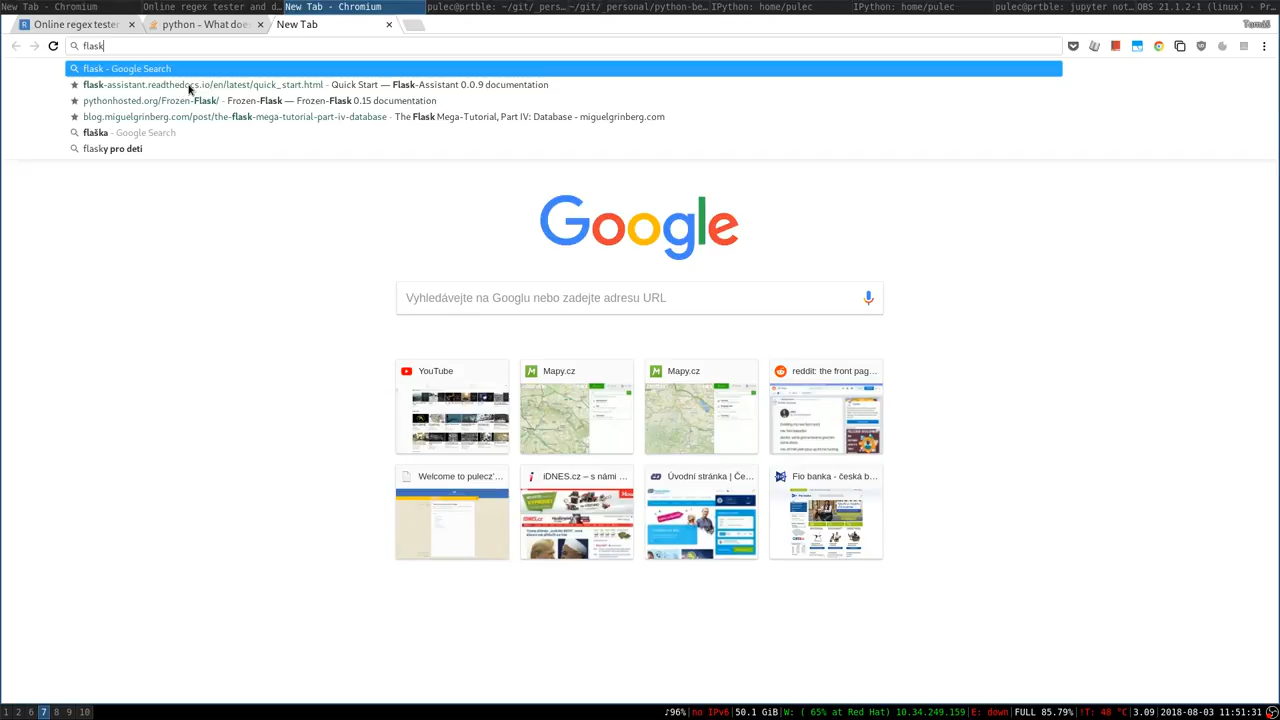 New Tab - Chromium
Online regex tester and d…
New Tab - Chromium
pulec@prtble: ~/git/_pers…
~/git/_personal/python-be…
IPython: home/pulec
IPython: home/pulec
pulec@prtble: jupyter not…
OBS 21.1.2-1 (linux) - Pr…
Online regex tester
python - What doe
New Tab
Tomáš
flask
flask - Google Search
flask-assistant.readthedocs.io/en/latest/quick_start.html - Quick Start — Flask-Assistant 0.0.9 documentation
pythonhosted.org/Frozen-Flask/ - Frozen-Flask — Frozen-Flask 0.15 documentation
blog.miguelgrinberg.com/post/the-flask-mega-tutorial-part-iv-database - The Flask Mega-Tutorial, Part IV: Database - miguelgrinberg.com
flaška - Google Search
flasky pro deti
Google
Vyhledávejte na Googlu nebo zadejte adresu URL
YouTube
Mapy.cz
Mapy.cz
reddit: the front pag…
Welcome to pulecz'…
iDNES.cz – s námi …
Úvodní stránka | Če…
Fio banka - česká b…
1 2 6 7 8 9 10
♪96%|no IPv6|50.1 GiB|W: ( 65% at Red Hat) 10.34.249.159|E: down|FULL 85.79%|!T: 48 °C|3.09|2018-08-03 11:51:31